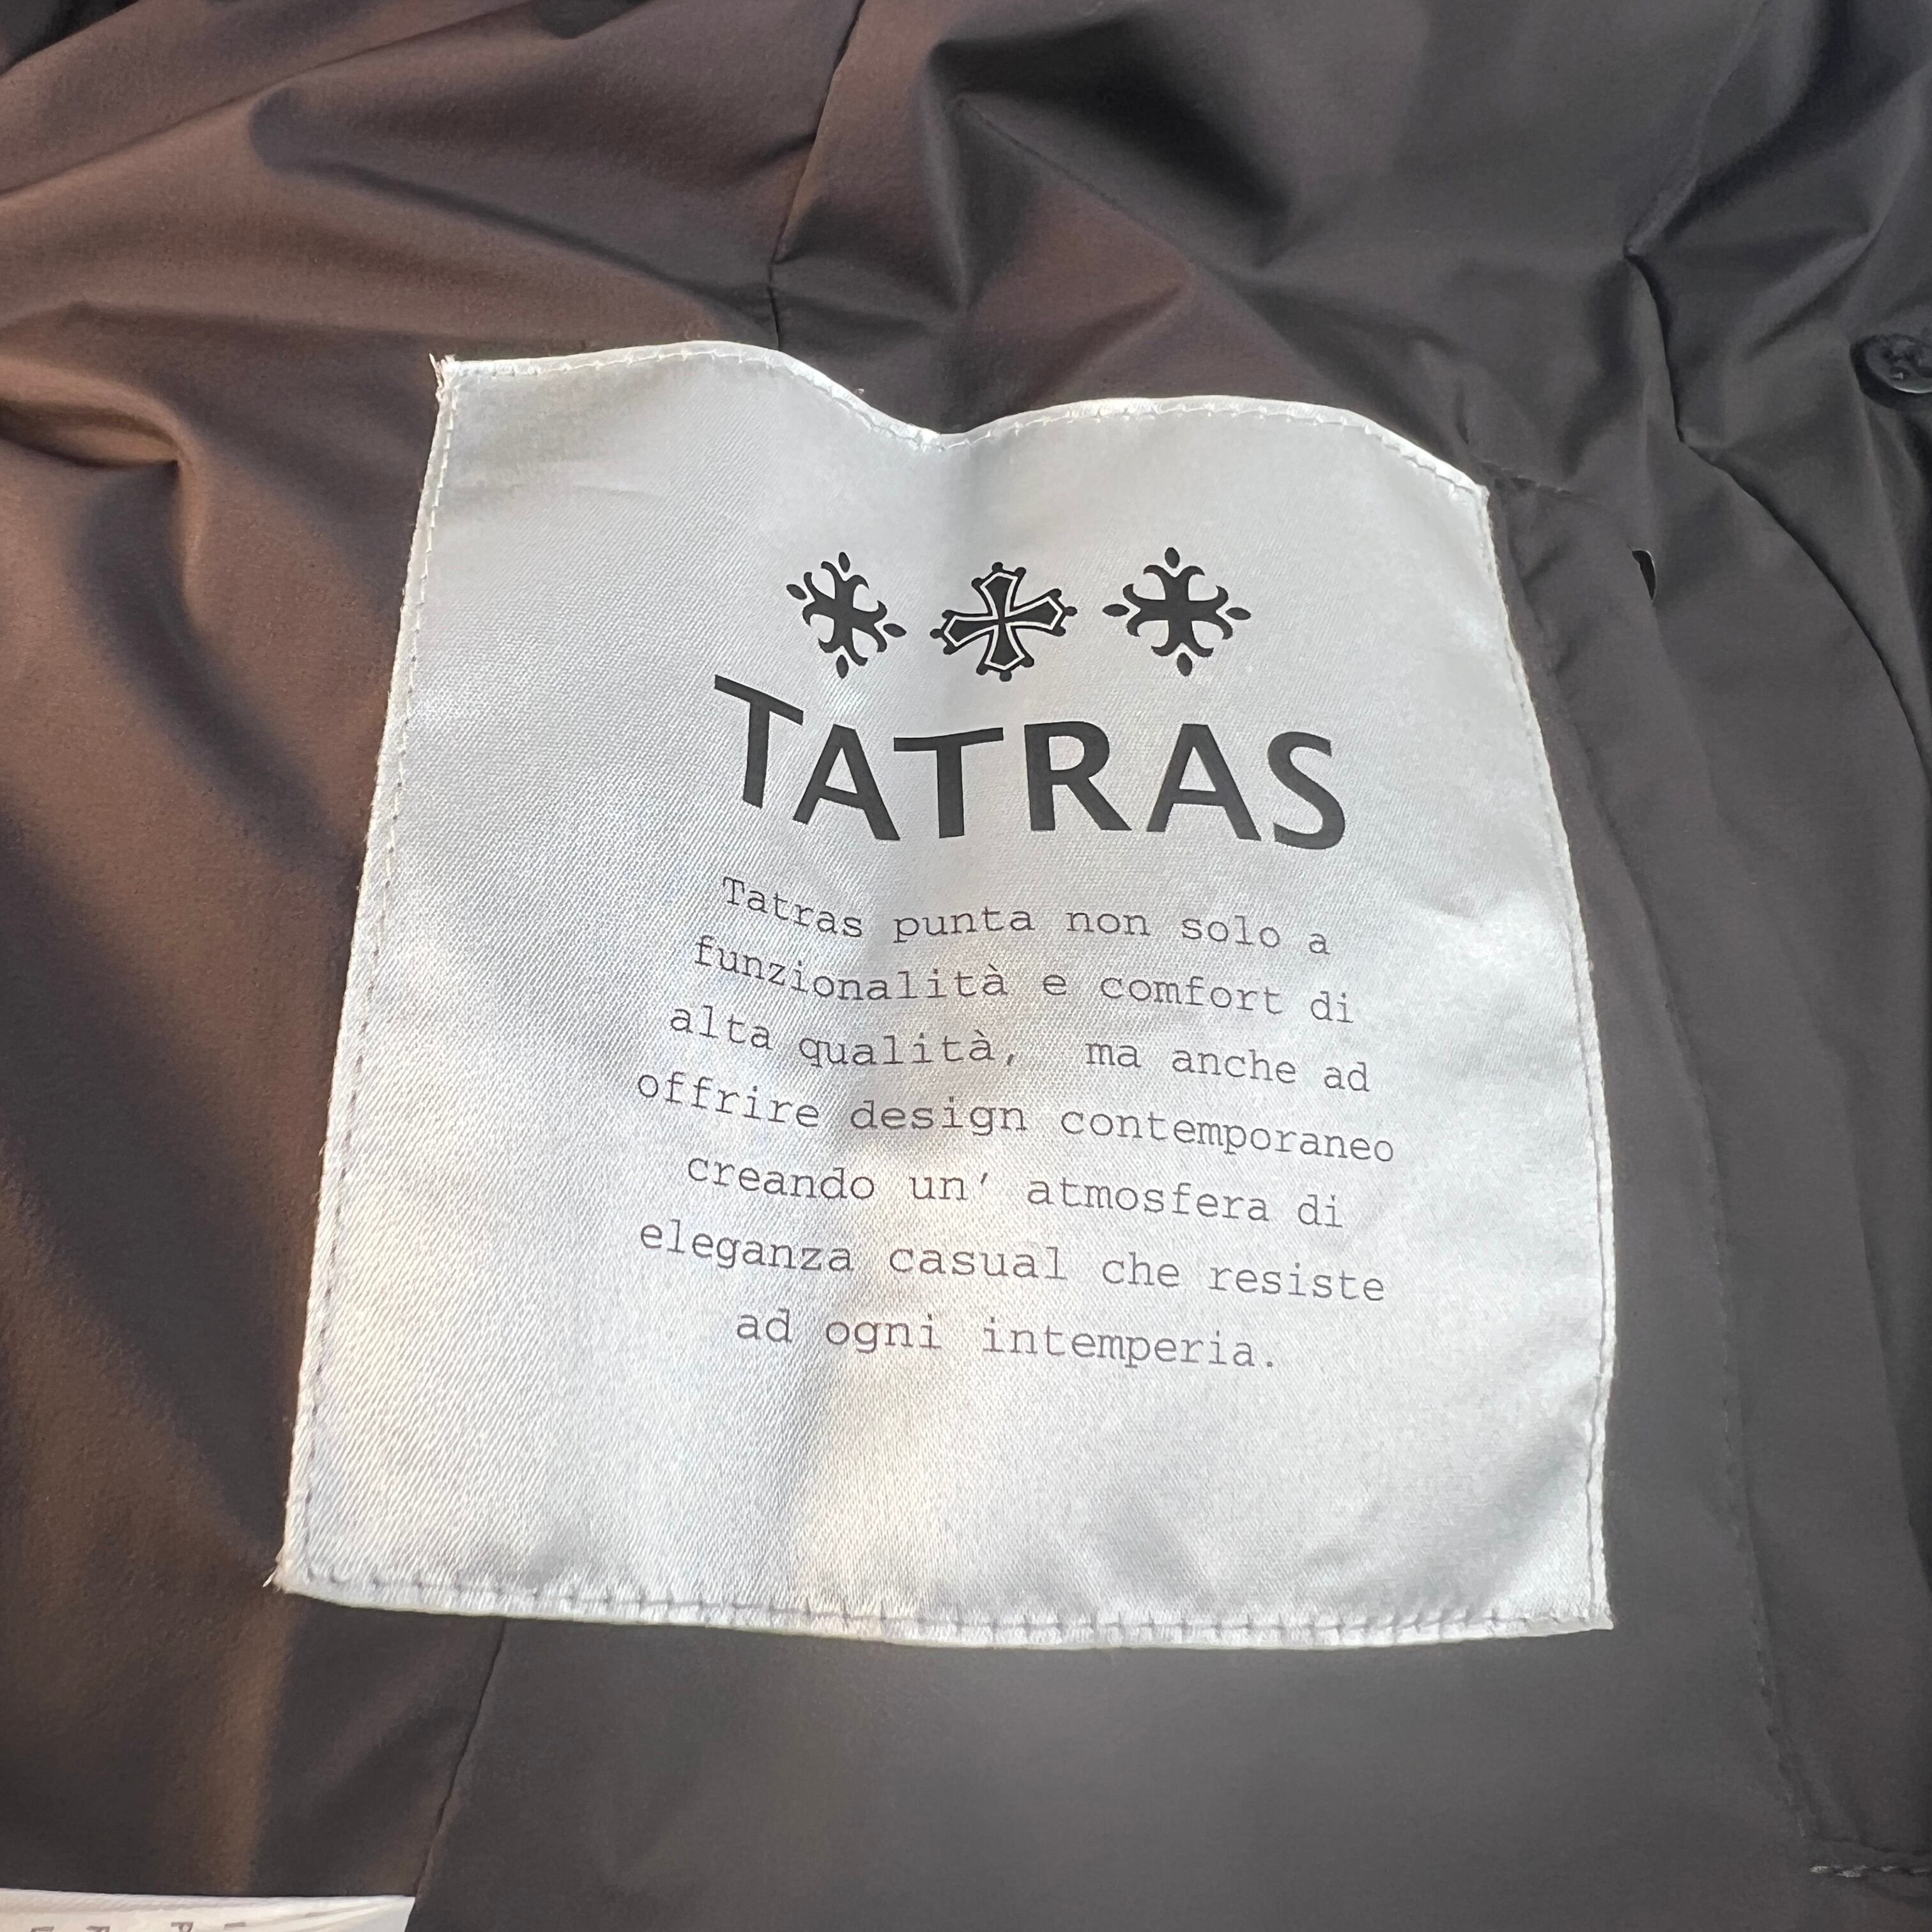 TATRAS
Tatras punta non solo a
funzionalità e comfort di
alta qualità, ma anche ad
offrire design contemporaneo
creando un' atmosfera di
eleganza casual che resiste
ad ogni intemperia.